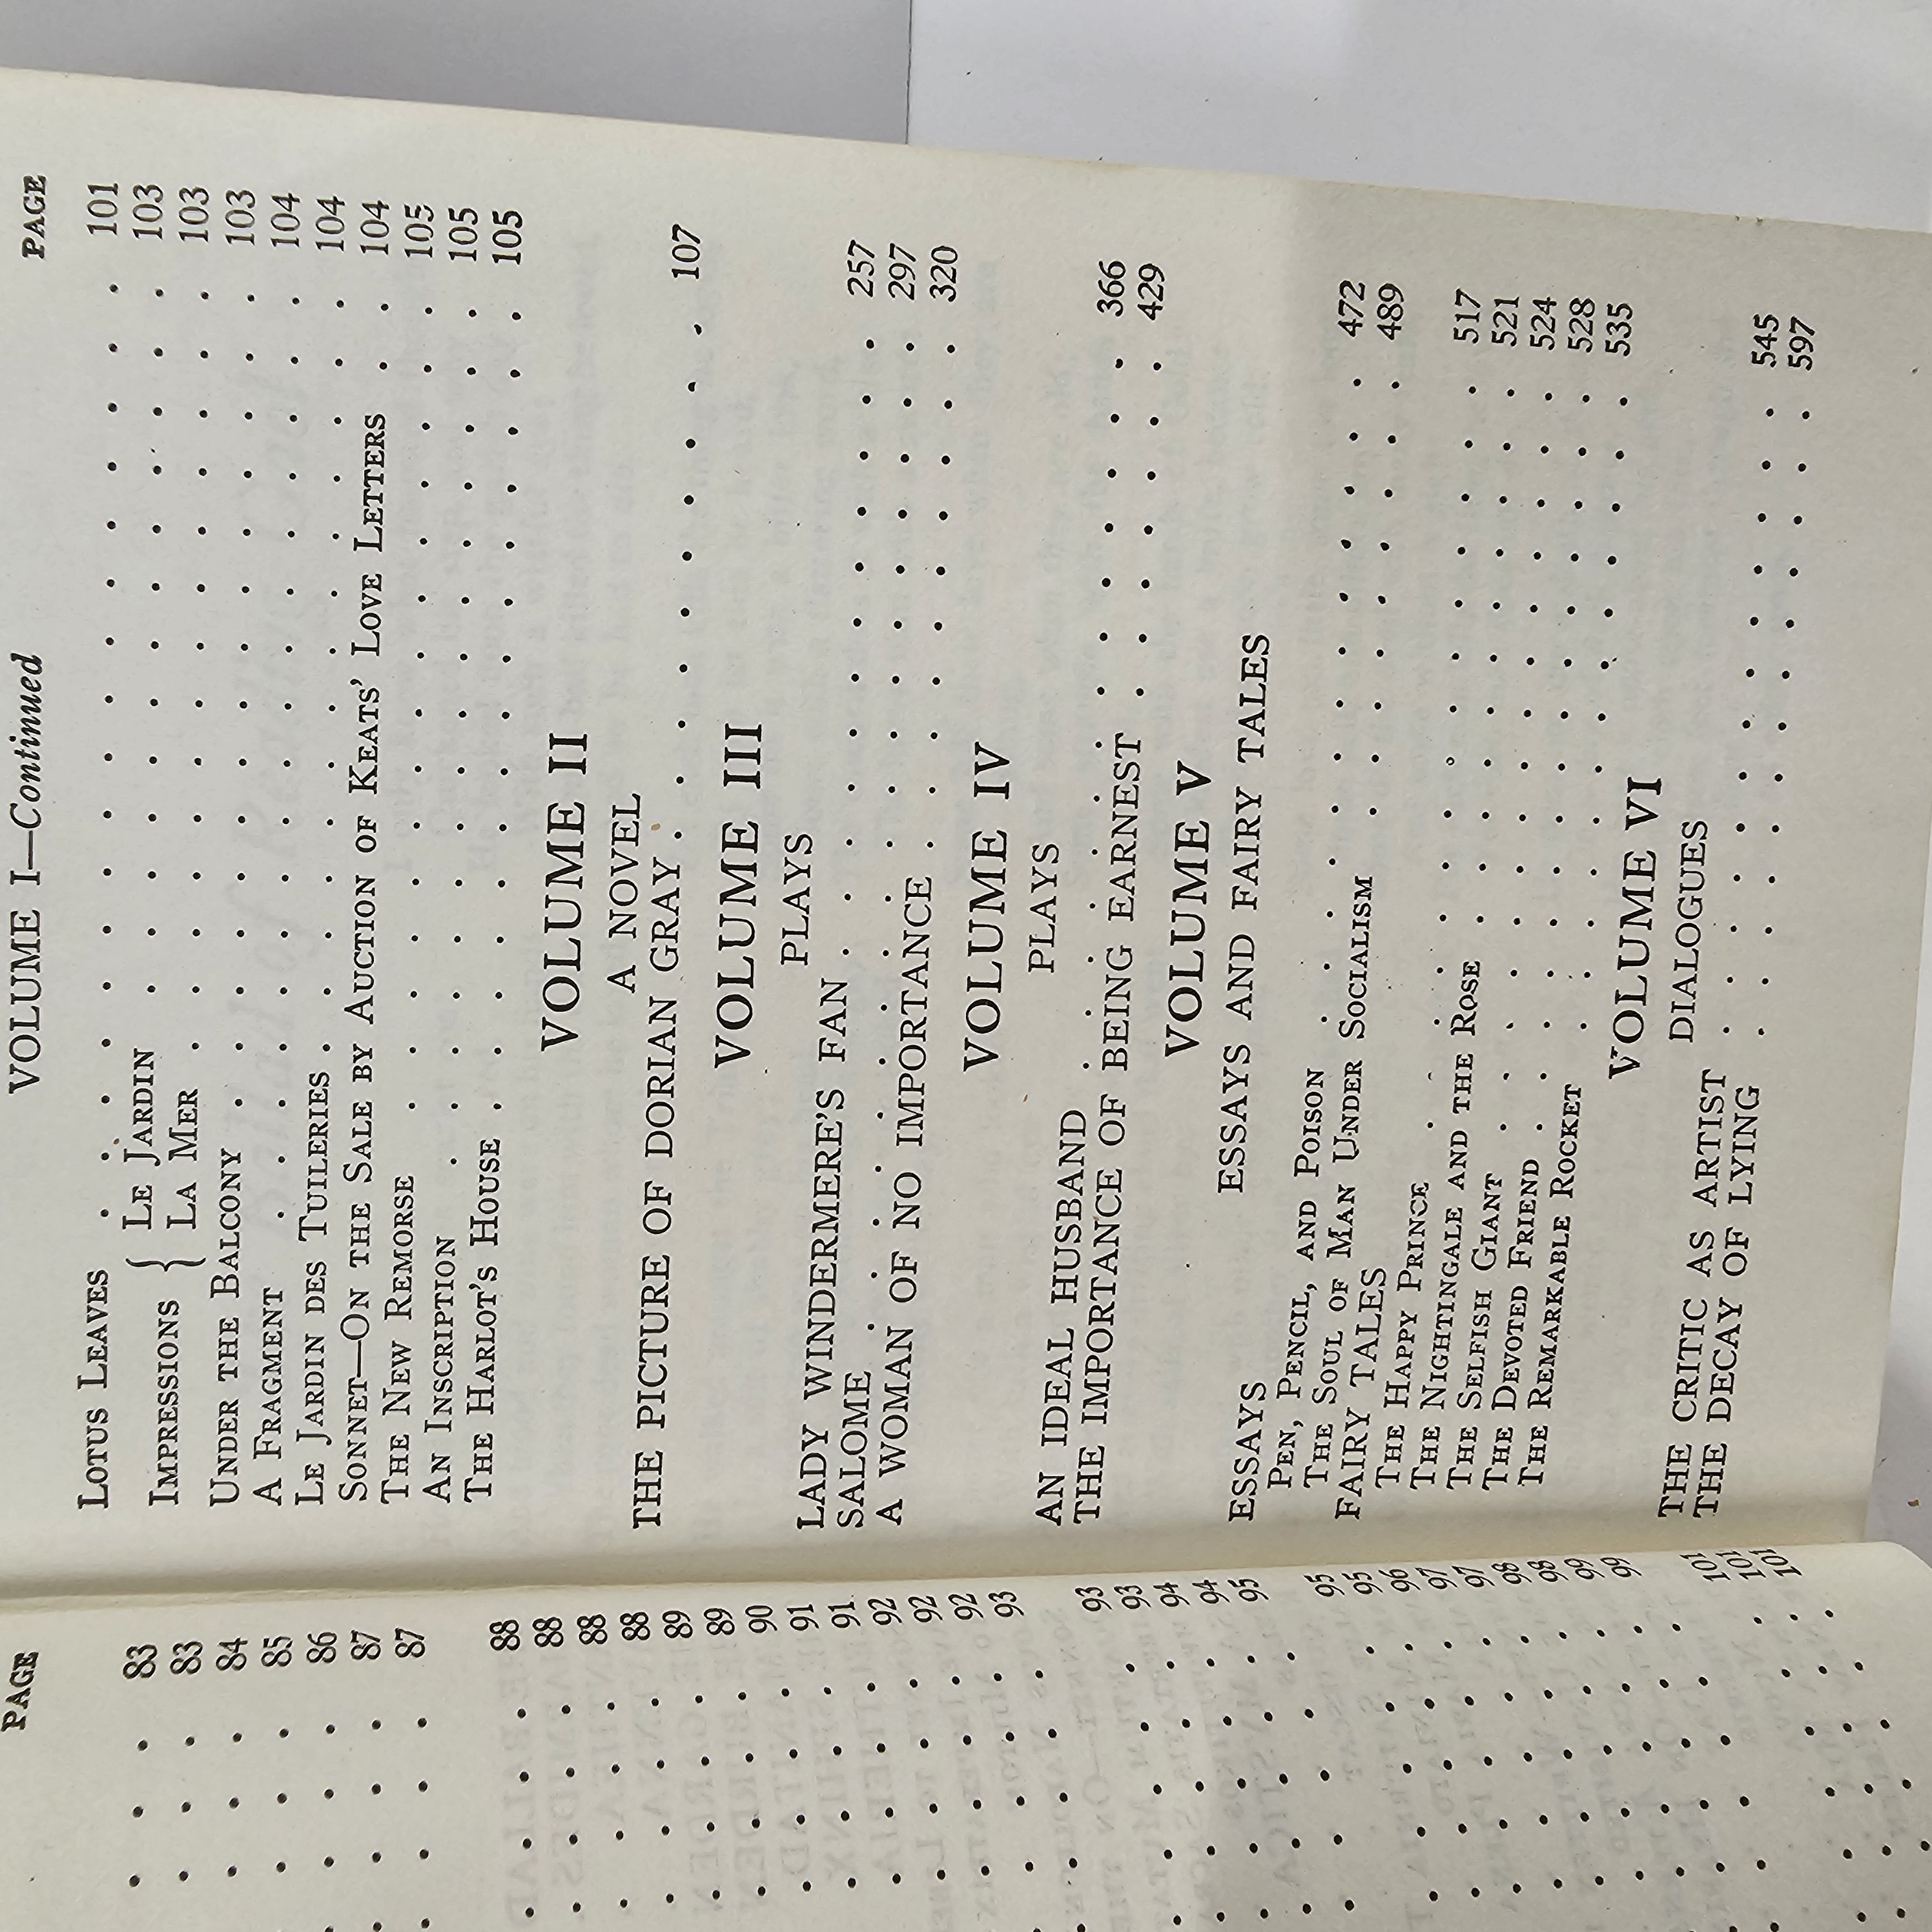 PAGE
83
83
84
85
86
87
87
88
88
88
88
89
89
90
91
91
92
92
92
93
93
93
94
94
95
95
95
96
97
97
98
98
99
99
101
101
101
VOLUME I—Continued
PAGE
LOTUS LEAVES . . . . . . . . . . . . . . . . . 101
IMPRESSIONS { LE JARDIN . . . . . . . . . . . . . 103
LA MER . . . . . . . . . . . . . . 103
UNDER THE BALCONY . . . . . . . . . . . . . . . 103
A FRAGMENT . . . . . . . . . . . . . . . . . 104
LE JARDIN DES TUILERIES . . . . . . . . . . . . . . 104
SONNET—ON THE SALE BY AUCTION OF KEATS' LOVE LETTERS . . 104
THE NEW REMORSE . . . . . . . . . . . . . . . 105
AN INSCRIPTION . . . . . . . . . . . . . . . . 105
THE HARLOT'S HOUSE . . . . . . . . . . . . . . . 105
VOLUME II
A NOVEL
THE PICTURE OF DORIAN GRAY . . . . . . . . . . 107
VOLUME III
PLAYS
LADY WINDERMERE'S FAN . . . . . . . . . . . . 257
SALOME . . . . . . . . . . . . . . . . . . . 297
A WOMAN OF NO IMPORTANCE . . . . . . . . . . 320
VOLUME IV
PLAYS
AN IDEAL HUSBAND . . . . . . . . . . . . . . 366
THE IMPORTANCE OF BEING EARNEST . . . . . . . 429
VOLUME V
ESSAYS AND FAIRY TALES
ESSAYS
PEN, PENCIL, AND POISON . . . . . . . . . . . . . 472
THE SOUL OF MAN UNDER SOCIALISM . . . . . . . . . 489
FAIRY TALES
THE HAPPY PRINCE . . . . . . . . . . . . . . . 517
THE NIGHTINGALE AND THE ROSE . . . . . . . . . . . 521
THE SELFISH GIANT . . . . . . . . . . . . . . . 524
THE DEVOTED FRIEND . . . . . . . . . . . . . . . 528
THE REMARKABLE ROCKET . . . . . . . . . . . . . 535
VOLUME VI
DIALOGUES
THE CRITIC AS ARTIST . . . . . . . . . . . . . 545
THE DECAY OF LYING . . . . . . . . . . . . . 597